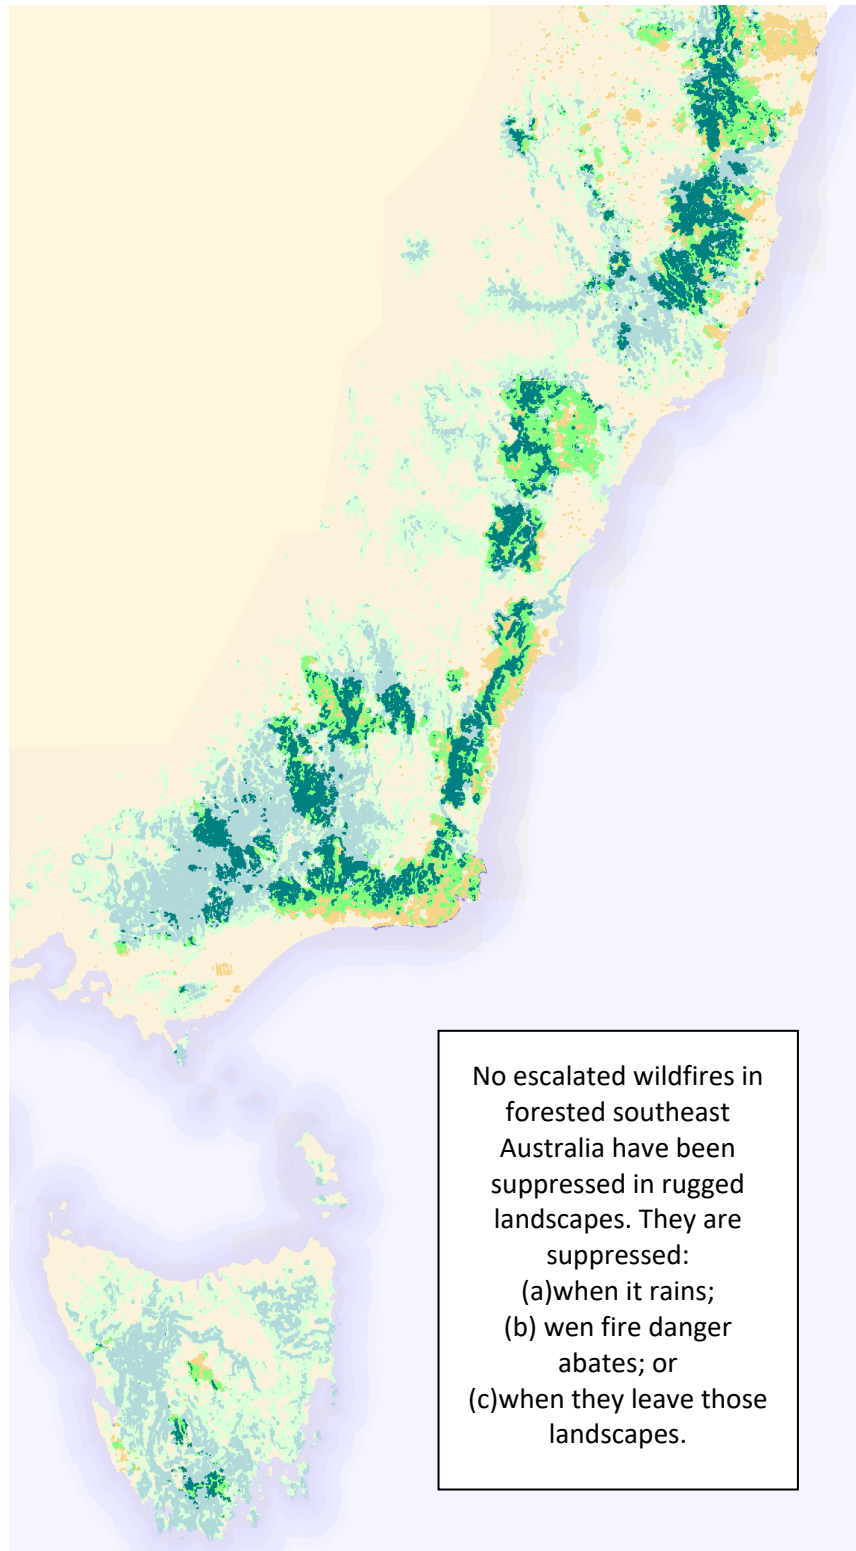 No escalated wildfires in
forested southeast
Australia have been
suppressed in rugged
landscapes. They are
suppressed:
(a)when it rains;
(b) wen fire danger
abates; or
(c)when they leave those
landscapes.